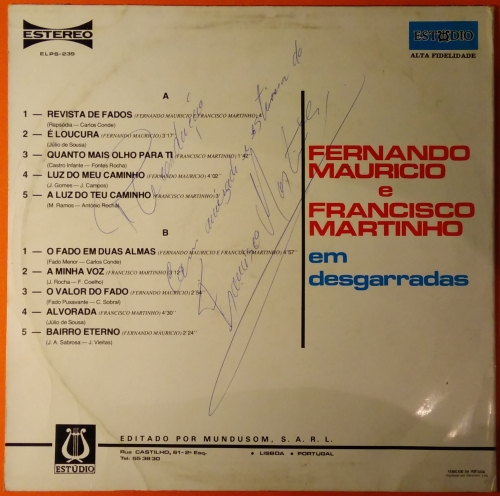 ESTEREO
ELPS-239
ESTÚDIO
ALTA FIDELIDADE
A
1 — REVISTA DE FADOS (FERNANDO MAURICIO E FRANCISCO MARTINHO)
(Rapsódia — Carlos Conde)
2 — É LOUCURA (FERNANDO MAURICIO) 3'17"
(Júlio de Sousa)
3 — QUANTO MAIS OLHO PARA TI (FRANCISCO MARTINHO) 1'42"
(Castro Infante — Fontes Rocha)
4 — LUZ DO MEU CAMINHO (FERNANDO MAURICIO) 4'02"
(J. Gomes — J. Campos)
5 — A LUZ DO TEU CAMINHO (FRANCISCO MARTINHO) 3'
(M. Ramos — António Rocha)
B
1 — O FADO EM DUAS ALMAS (FERNANDO MAURICIO E FRANCISCO MARTINHO) 4'57"
(Fado Menor — Carlos Conde)
2 — A MINHA VOZ (FRANCISCO MARTINHO) 3'12"
(J. Rocha — F. Coelho)
3 — O VALOR DO FADO (FERNANDO MAURICIO) 2'54"
(Fado Puxavante — C. Sobral)
4 — ALVORADA (FRANCISCO MARTINHO) 4'30"
(Júlio de Sousa)
5 — BAIRRO ETERNO (FERNANDO MAURICIO) 2'24"
(J. A. Sabrosa — J. Vieitas)
FERNANDO
MAURICIO
e
FRANCISCO
MARTINHO
em
desgarradas
Francisco
ESTÚDIO
EDITADO POR MUNDUSOM, S. A. R. L.
Rua CASTILHO, 61-2º Esq.
Tel: 56 38 30
• LISBOA • PORTUGAL